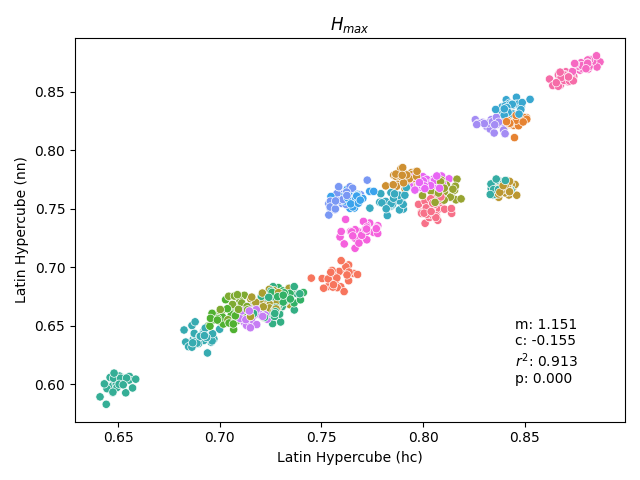 H_max
0.85
0.80
0.75
0.70
0.65
0.60
Latin Hypercube (nn)
m: 1.151
c: -0.155
r²: 0.913
p: 0.000
0.65
0.70
0.75
0.80
0.85
Latin Hypercube (hc)